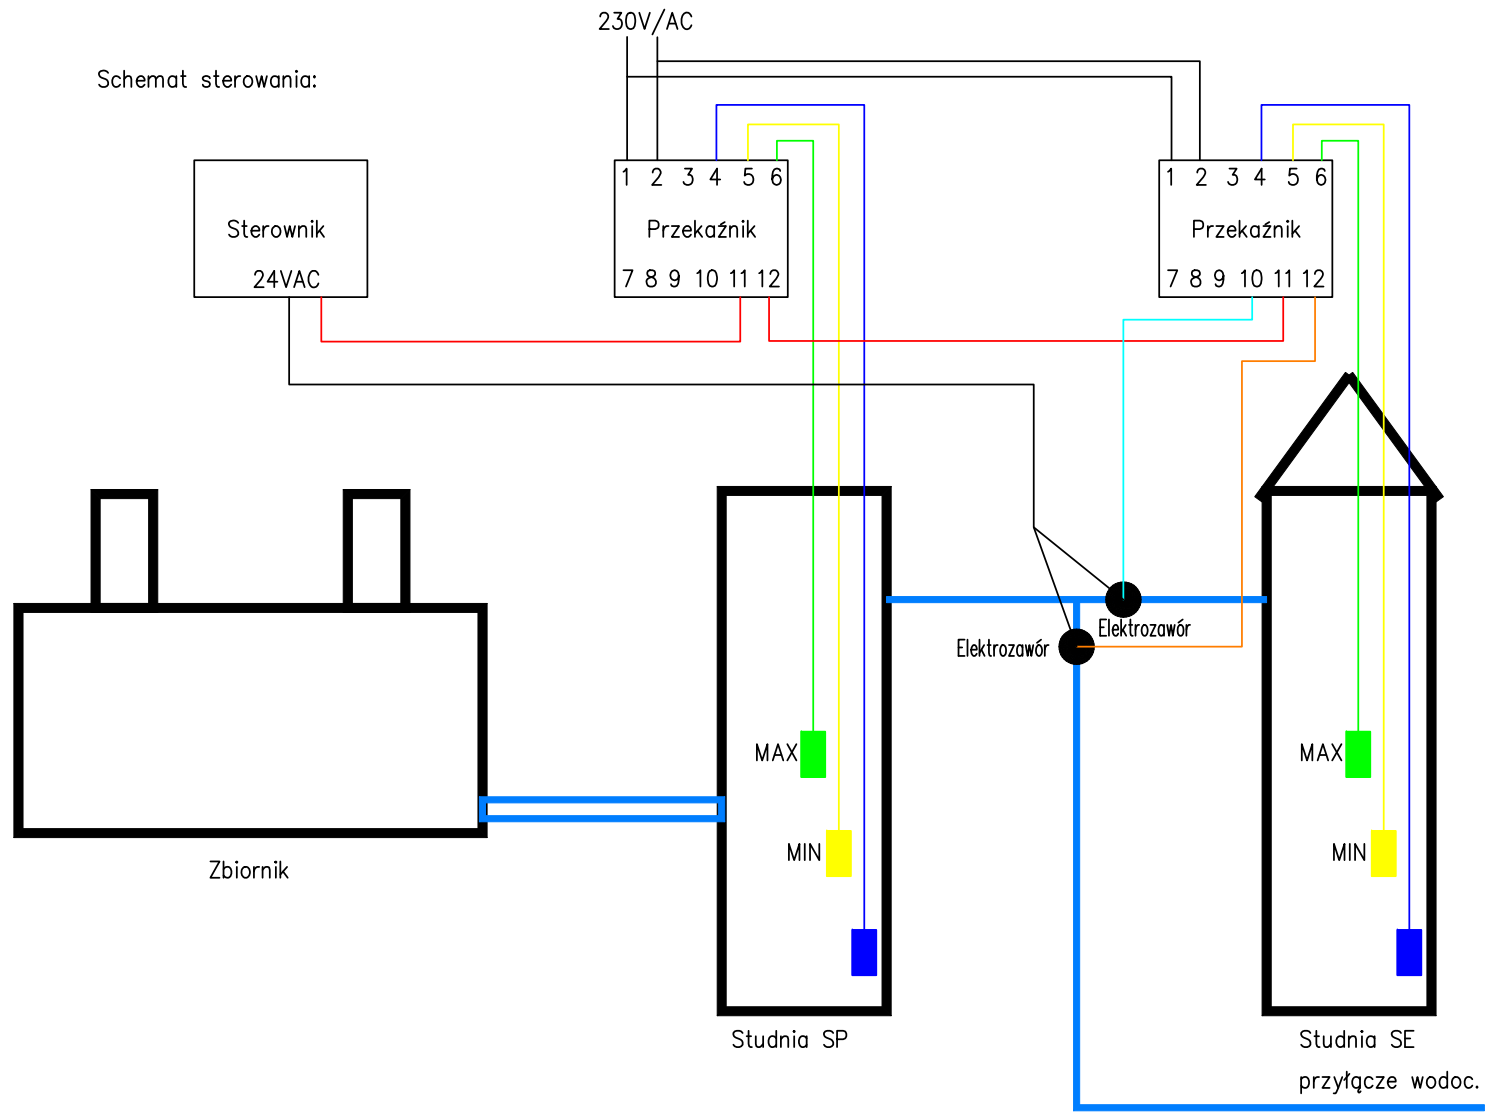 230V/AC
Schemat sterowania:
1 2 3 4 5 6
1 2 3 4 5 6
Sterownik
Przekaźnik
Przekaźnik
24VAC
7 8 9 10 11 12
7 8 9 10 11 12
Elektrozawór
Elektrozawór
MAX
MAX
MIN
MIN
Zbiornik
Studnia SP
Studnia SE
przyłącze wodoc.